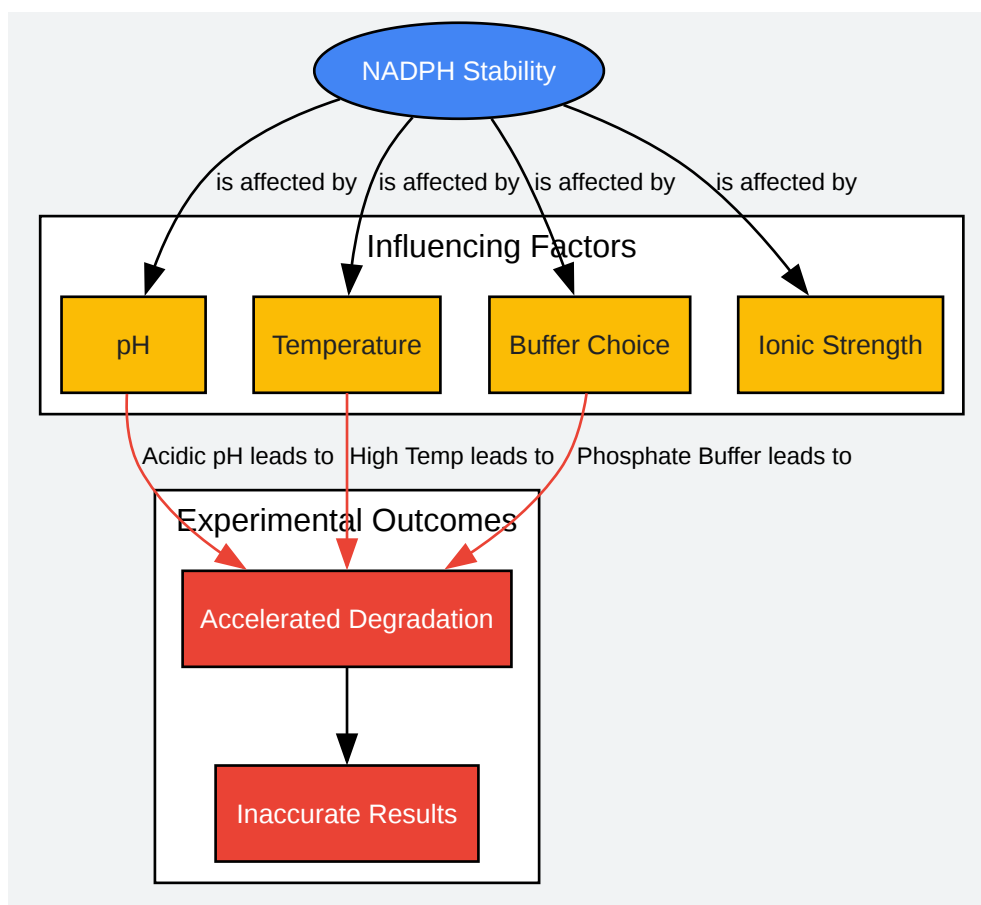 NADPH Stability
is affected by
is affected by
is affected by
is affected by
Influencing Factors
pH
Temperature
Buffer Choice
Ionic Strength
Acidic pH leads to
High Temp leads to
Phosphate Buffer leads to
Experimental Outcomes
Accelerated Degradation
Inaccurate Results